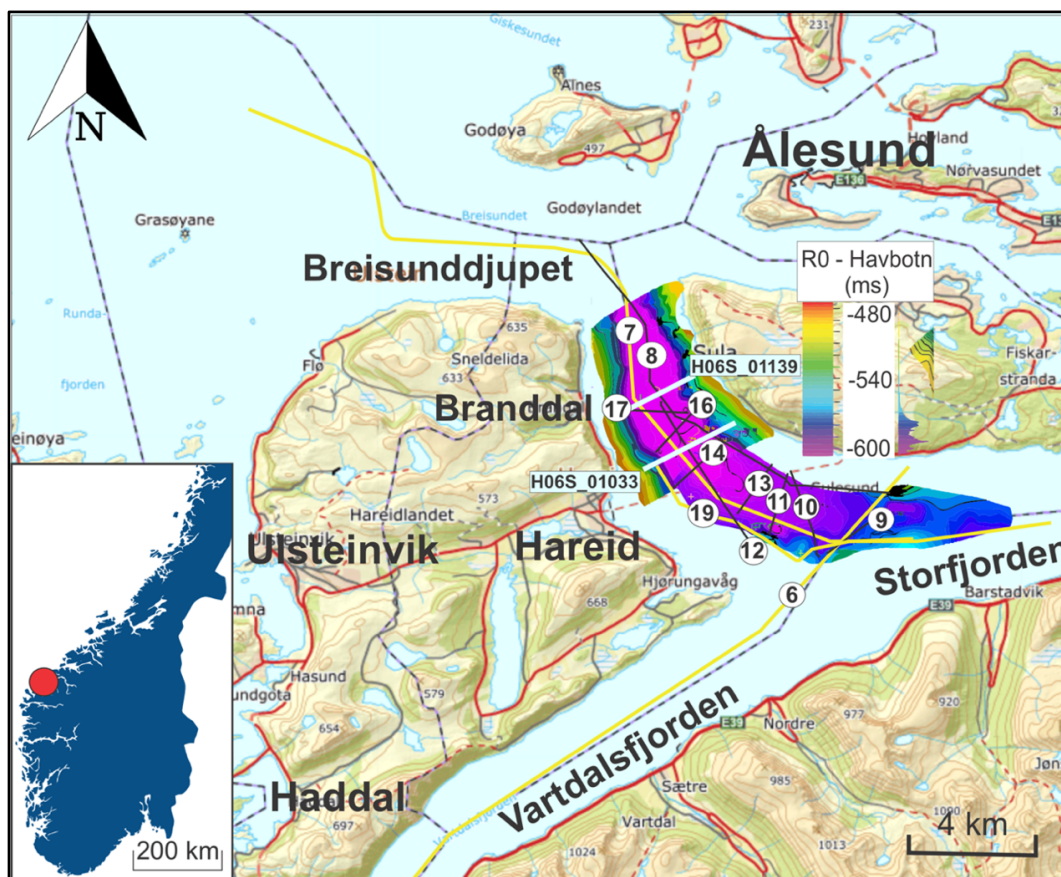 Giskesundet
231
Alnes
N
Godøya
497
Ålesund
E136
Nørvasundet
Grasøyane
Breisundet
Godøylandet
R0 - Havbotn
(ms)
-480
-540
-600
Breisunddjupet
Runda-
fjorden
635
Flø
Sneldelida
633
7
8
Sula
H06S_01139
Fiskar-
stranda
Branddal
17
16
14
H06S_01033
573
Hareidlandet
13
11
10
9
19
12
Ulsteinvik
Hareid
Storfjorden
Hjørungavåg
6
Barstadvik
E39
668
Hasund
579
654
Vartdalsfjorden
E39
Nordre
977
920
Haddal
697
Sætre
985
Vartdal
1090
1024
1013
200 km
4 km